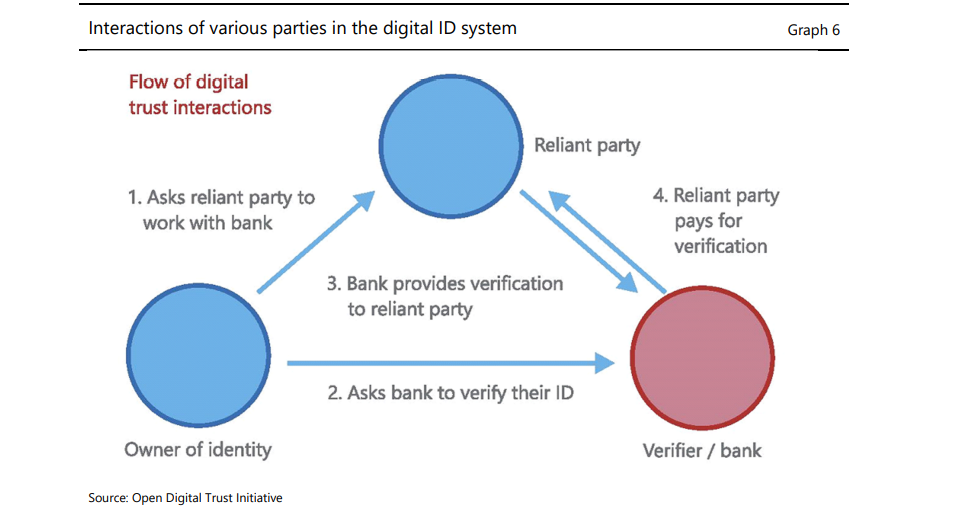 Interactions of various parties in the digital ID system
Graph 6
Flow of digital
trust interactions
Reliant party
1. Asks reliant party to
work with bank
4. Reliant party
pays for
verification
3. Bank provides verification
to reliant party
2. Asks bank to verify their ID
Owner of identity
Verifier / bank
Source: Open Digital Trust Initiative